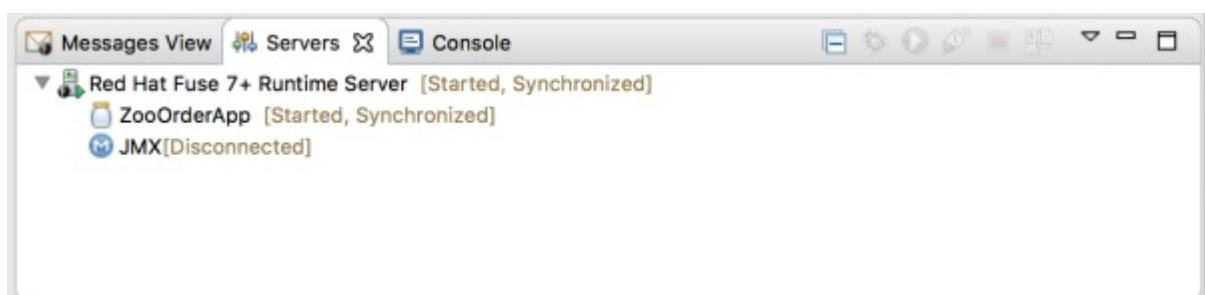 Messages View Servers Console
Red Hat Fuse 7+ Runtime Server [Started, Synchronized]
ZooOrderApp [Started, Synchronized]
JMX[Disconnected]